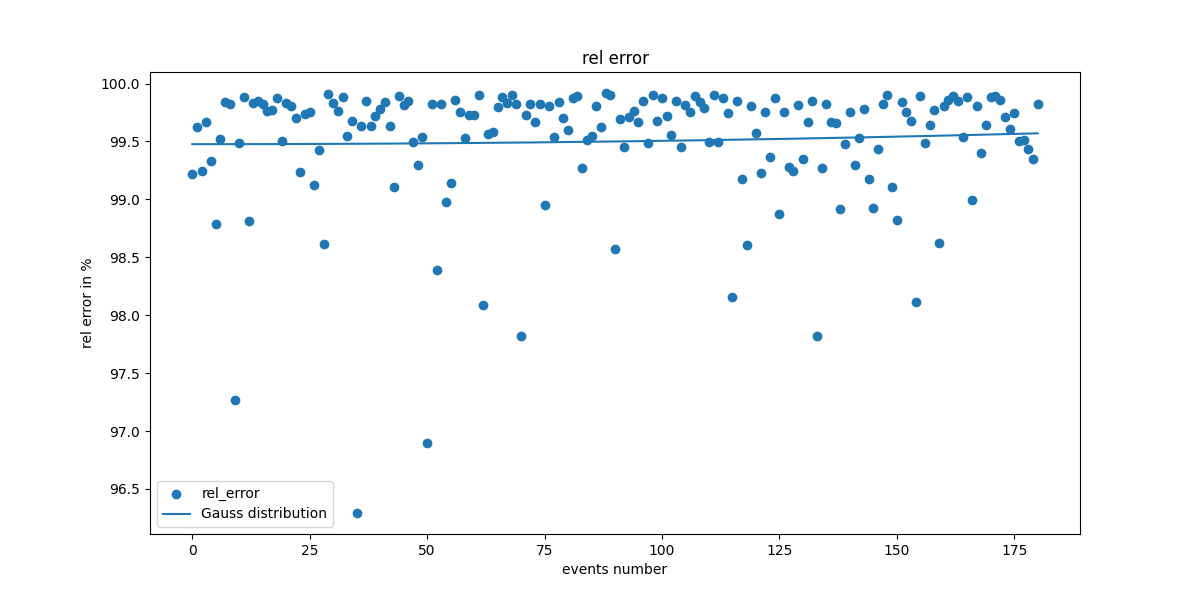 rel error
100.0
99.5
99.0
98.5
98.0
97.5
97.0
96.5
rel error in %
rel_error
Gauss distribution
0 25 50 75 100 125 150 175
events number